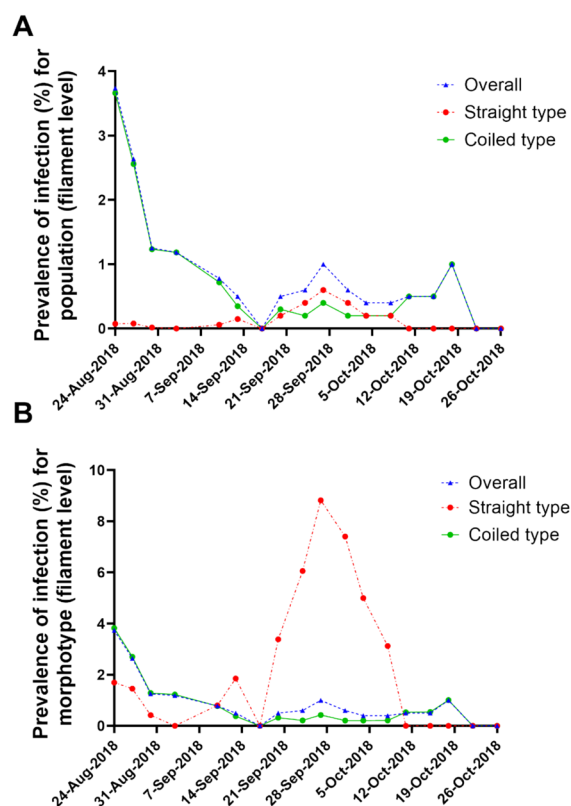 A
Prevalence of infection (%) for
population (filament level)
4
3
2
1
0
Overall
Straight type
Coiled type
24-Aug-2018
31-Aug-2018
7-Sep-2018
14-Sep-2018
21-Sep-2018
28-Sep-2018
5-Oct-2018
12-Oct-2018
19-Oct-2018
26-Oct-2018
B
Prevalence of infection (%) for
morphotype (filament level)
10
8
6
4
2
0
Overall
Straight type
Coiled type
24-Aug-2018
31-Aug-2018
7-Sep-2018
14-Sep-2018
21-Sep-2018
28-Sep-2018
5-Oct-2018
12-Oct-2018
19-Oct-2018
26-Oct-2018